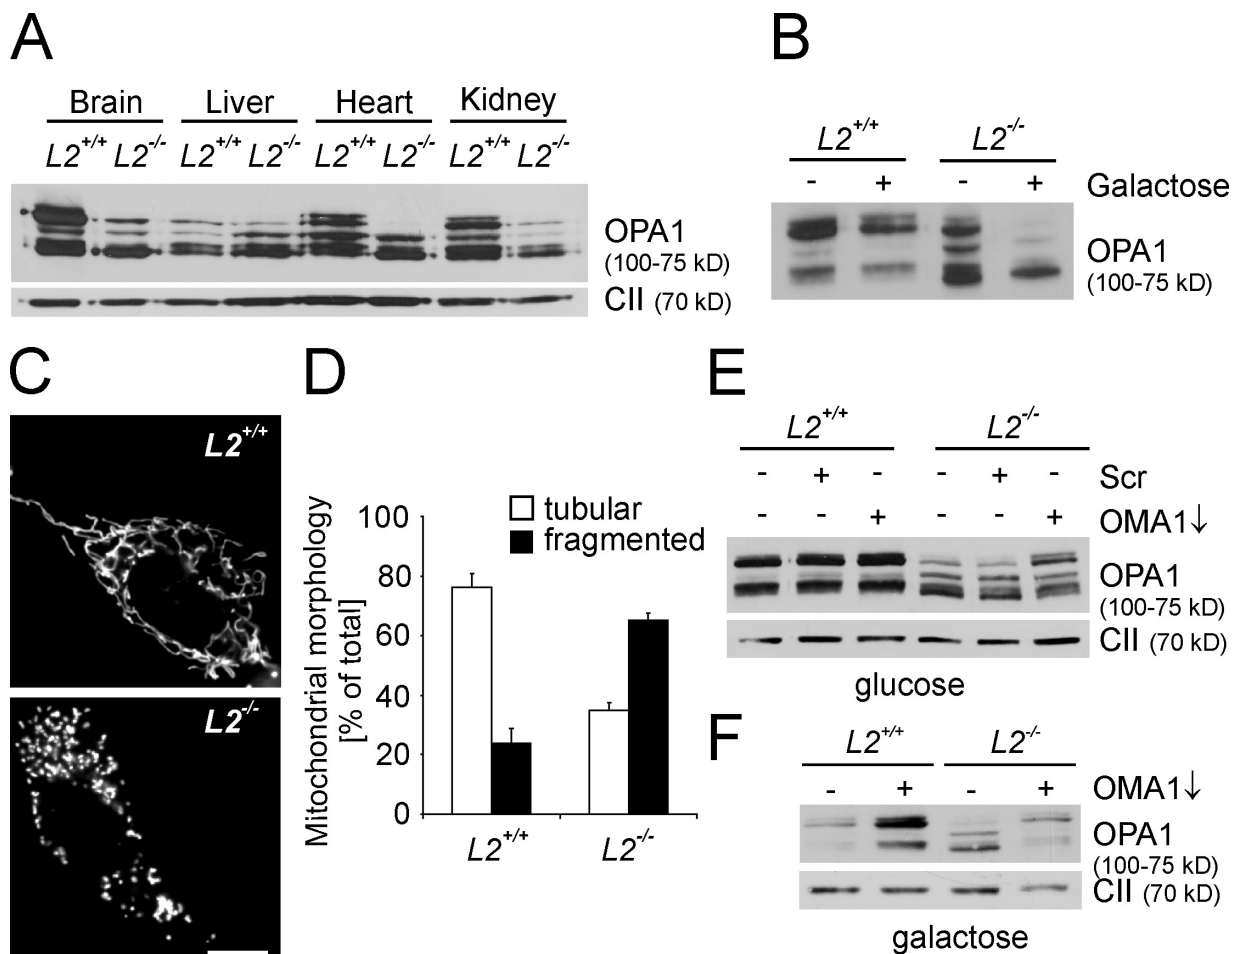 A
Brain Liver Heart Kidney
L2+/+ L2-/- L2+/+ L2-/- L2+/+ L2-/- L2+/+ L2-/-
OPA1
(100-75 kD)
CII (70 kD)
B
L2+/+ L2-/-
- + - + Galactose
OPA1
(100-75 kD)
C
L2+/+
L2-/-
D
Mitochondrial morphology
[% of total]
tubular
fragmented
100
80
60
40
20
0
L2+/+ L2-/-
E
L2+/+ L2-/-
- + - - + - Scr
- - + - - + OMA1↓
OPA1
(100-75 kD)
CII (70 kD)
glucose
F
L2+/+ L2-/-
- + - + OMA1↓
OPA1
(100-75 kD)
CII (70 kD)
galactose